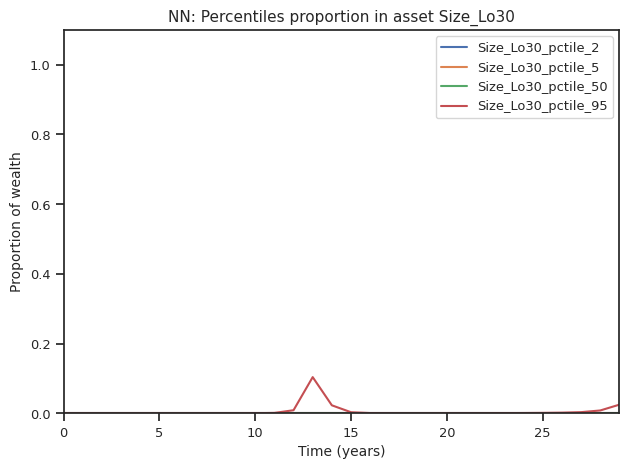 NN: Percentiles proportion in asset Size_Lo30
Size_Lo30_pctile_2
Size_Lo30_pctile_5
Size_Lo30_pctile_50
Size_Lo30_pctile_95
Proportion of wealth
1.0
0.8
0.6
0.4
0.2
0.0
0 5 10 15 20 25
Time (years)